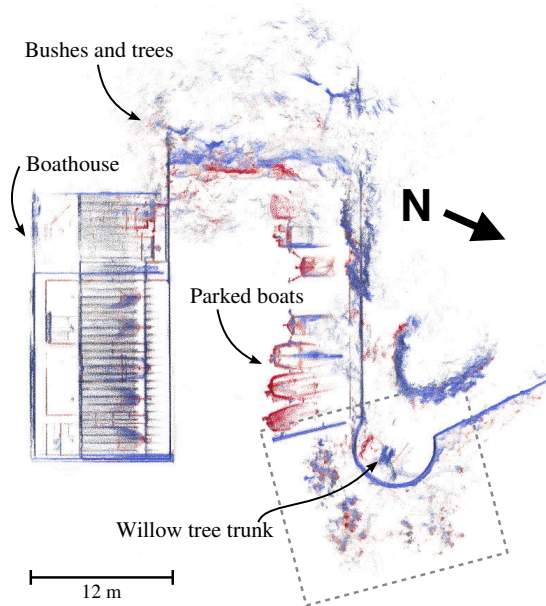 Bushes and trees
Boathouse
N
Parked boats
Willow tree trunk
12 m